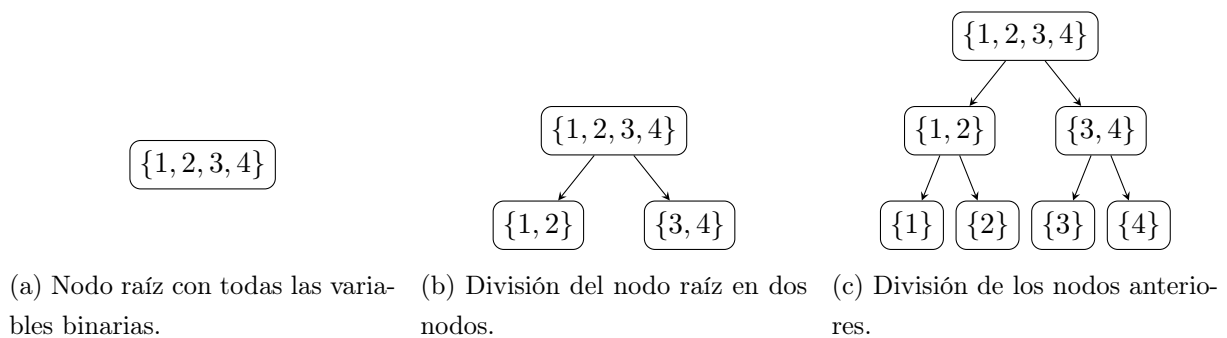 {1, 2, 3, 4}
(a) Nodo raíz con todas las varia-
bles binarias.
{1, 2, 3, 4}
{1, 2} {3, 4}
(b) División del nodo raíz en dos
nodos.
{1, 2, 3, 4}
{1, 2} {3, 4}
{1} {2} {3} {4}
(c) División de los nodos anterio-
res.